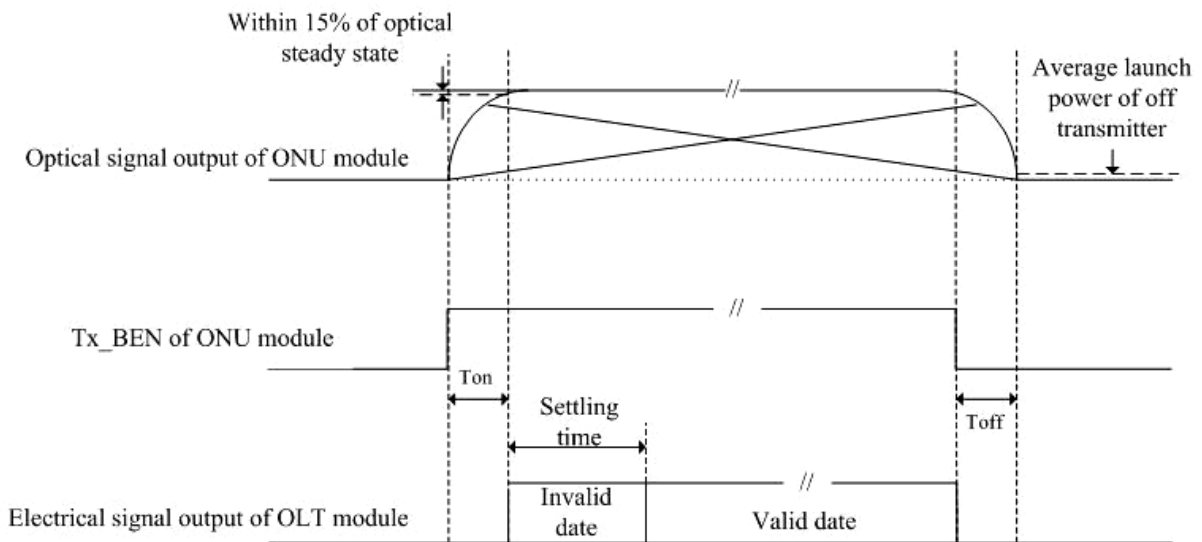 Within 15% of optical
steady state
Average launch
power of off
transmitter
Optical signal output of ONU module
//
Tx_BEN of ONU module
//
Ton
Toff
Settling
time
Electrical signal output of OLT module
Invalid
date
//
Valid date